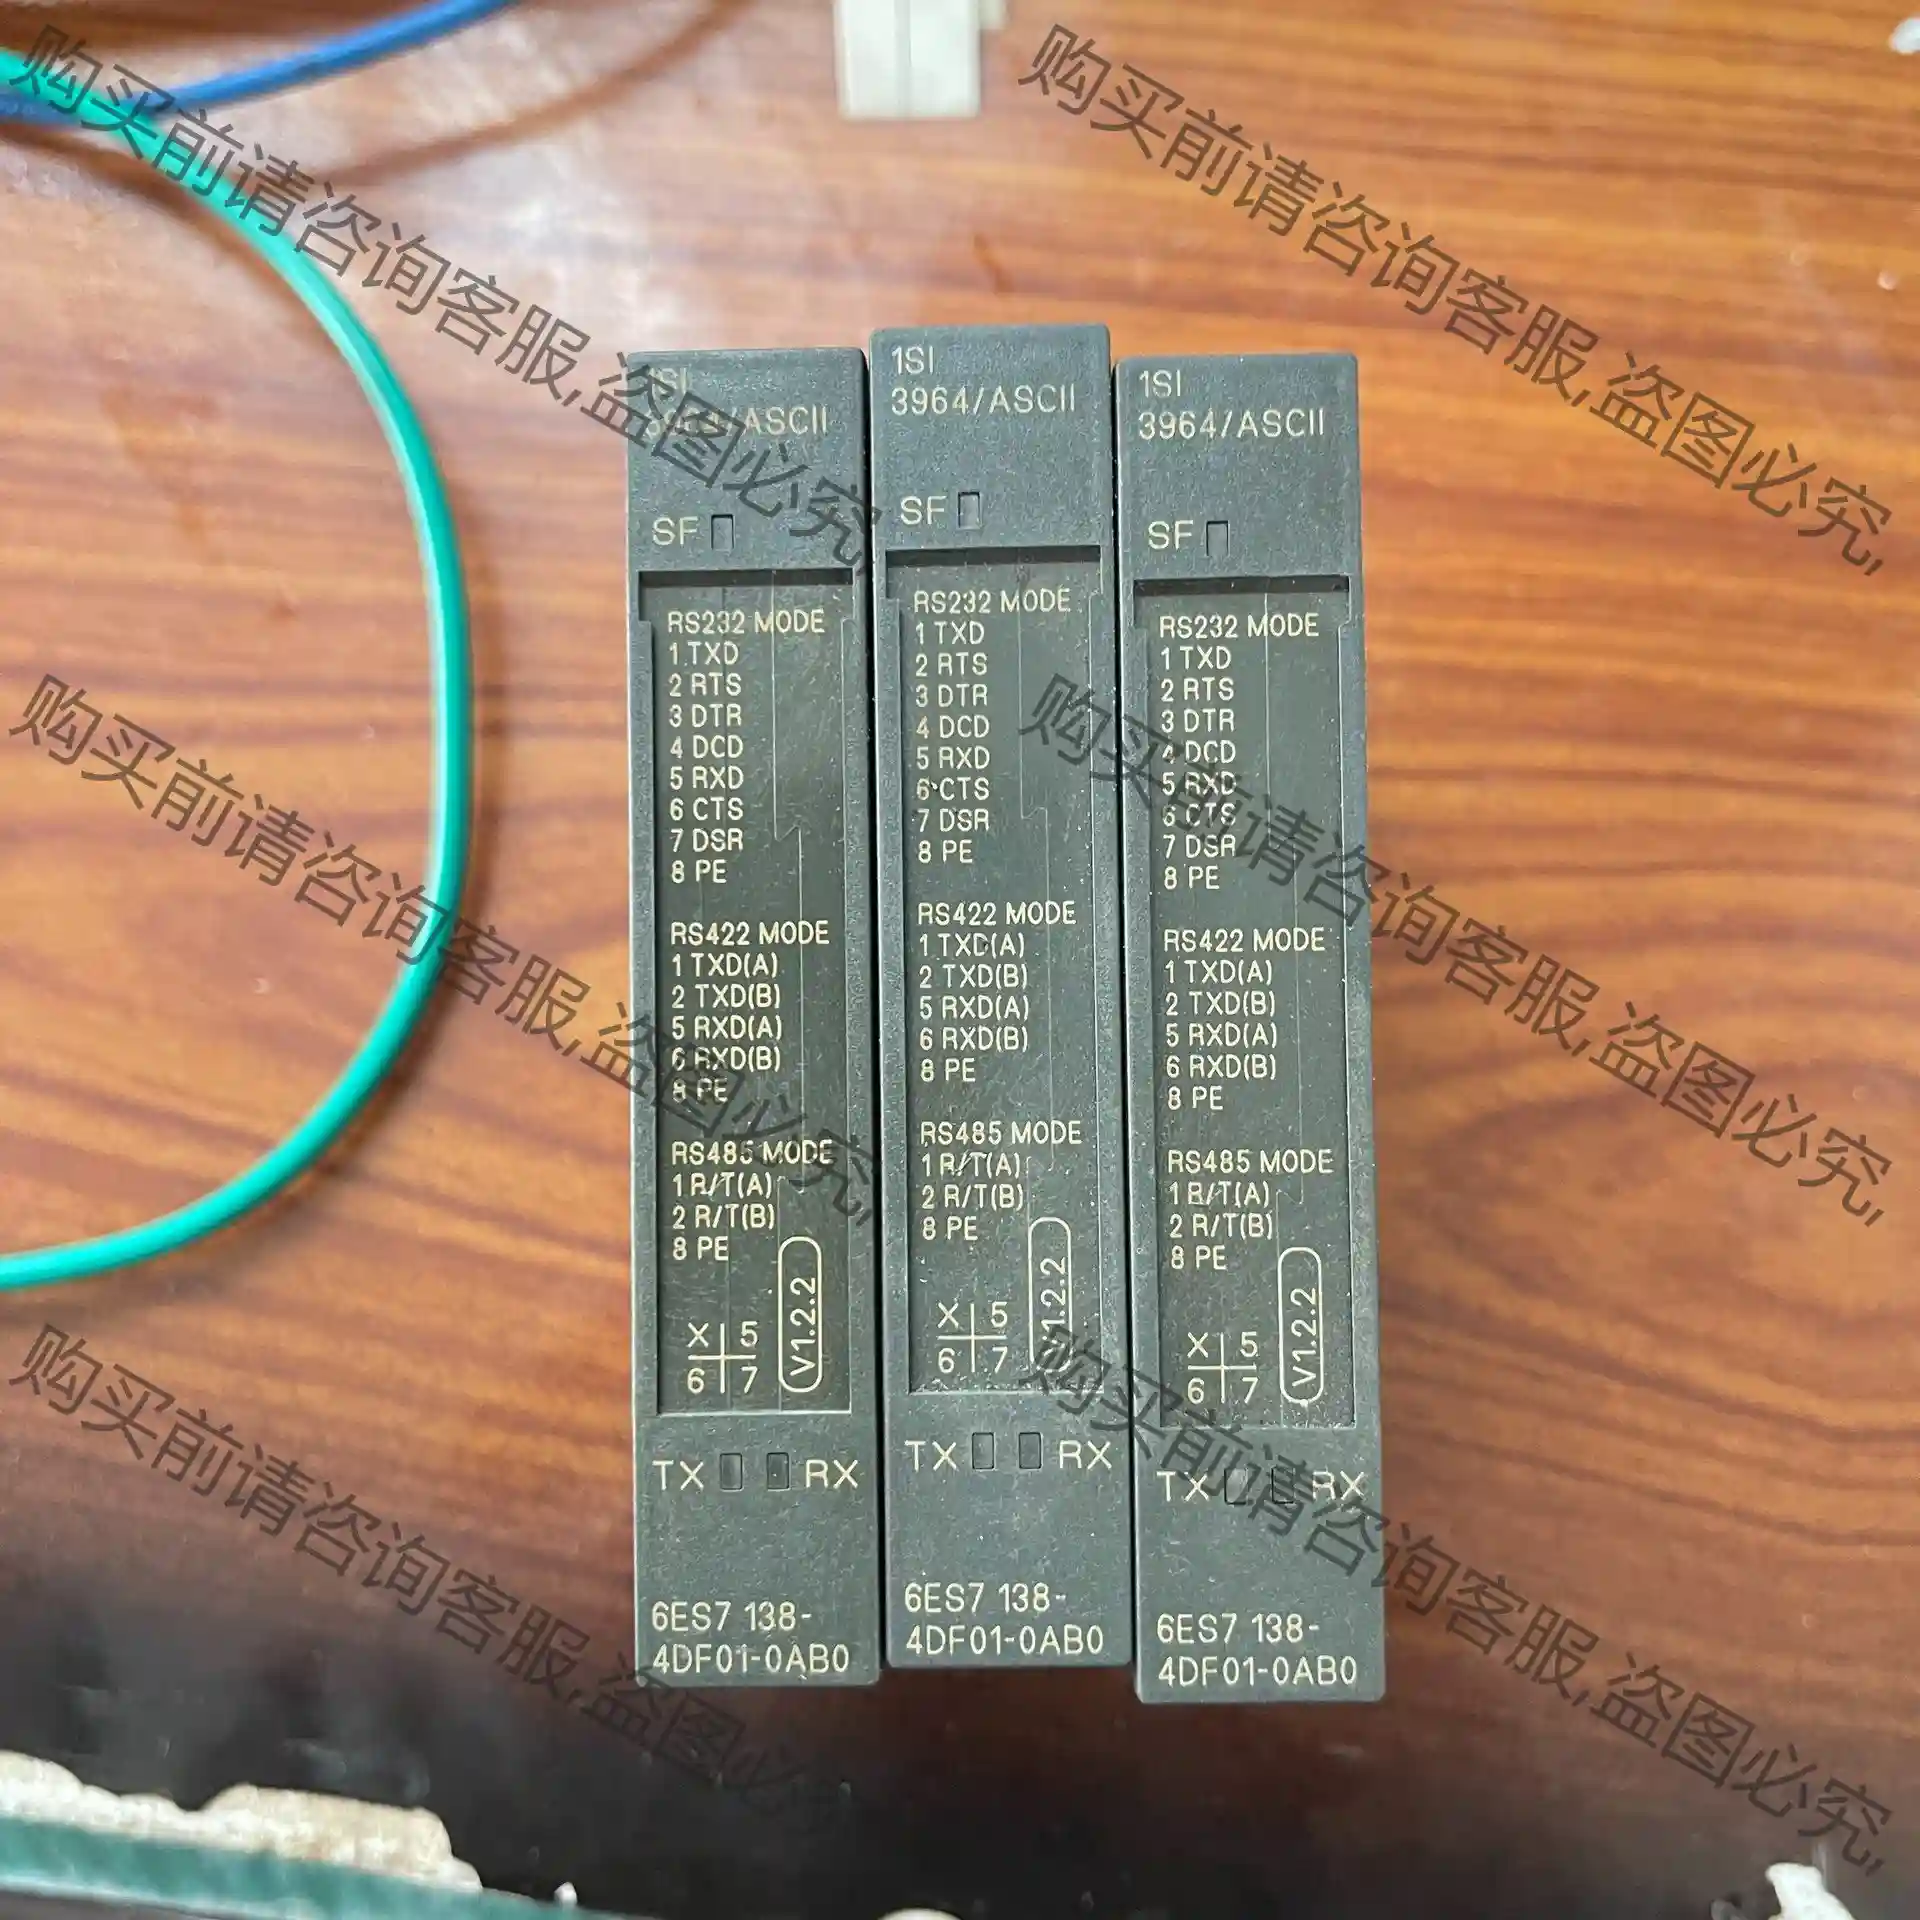 1SI
3964/ASCII
SF
RS232 MODE
1 TXD
2 RTS
3 DTR
4 DCD
5 RXD
6 CTS
7 DSR
8 PE
RS422 MODE
1 TXD(A)
2 TXD(B)
5 RXD(A)
6 RXD(B)
8 PE
RS485 MODE
1 R/T(A)
2 R/T(B)
8 PE
X 5
6 7
V1.2.2
TX RX
6ES7 138-
4DF01-0AB0
1SI
3964/ASCII
SF
RS232 MODE
1 TXD
2 RTS
3 DTR
4 DCD
5 RXD
6 CTS
7 DSR
8 PE
RS422 MODE
1 TXD(A)
2 TXD(B)
5 RXD(A)
6 RXD(B)
8 PE
RS485 MODE
1 R/T(A)
2 R/T(B)
8 PE
X 5
6 7
V1.2.2
TX RX
6ES7 138-
4DF01-0AB0
1SI
3964/ASCII
SF
RS232 MODE
1 TXD
2 RTS
3 DTR
4 DCD
5 RXD
6 CTS
7 DSR
8 PE
RS422 MODE
1 TXD(A)
2 TXD(B)
5 RXD(A)
6 RXD(B)
8 PE
RS485 MODE
1 R/T(A)
2 R/T(B)
8 PE
X 5
6 7
V1.2.2
TX RX
6ES7 138-
4DF01-0AB0
购买前请咨询客服,盗图必究,
购买前请咨询客服,盗图必究,
购买前请咨询客服,盗图必究,
购买前请咨询客服,盗图必究,
购买前请咨询客服,盗图必究,
购买前请咨询客服,盗图必究,